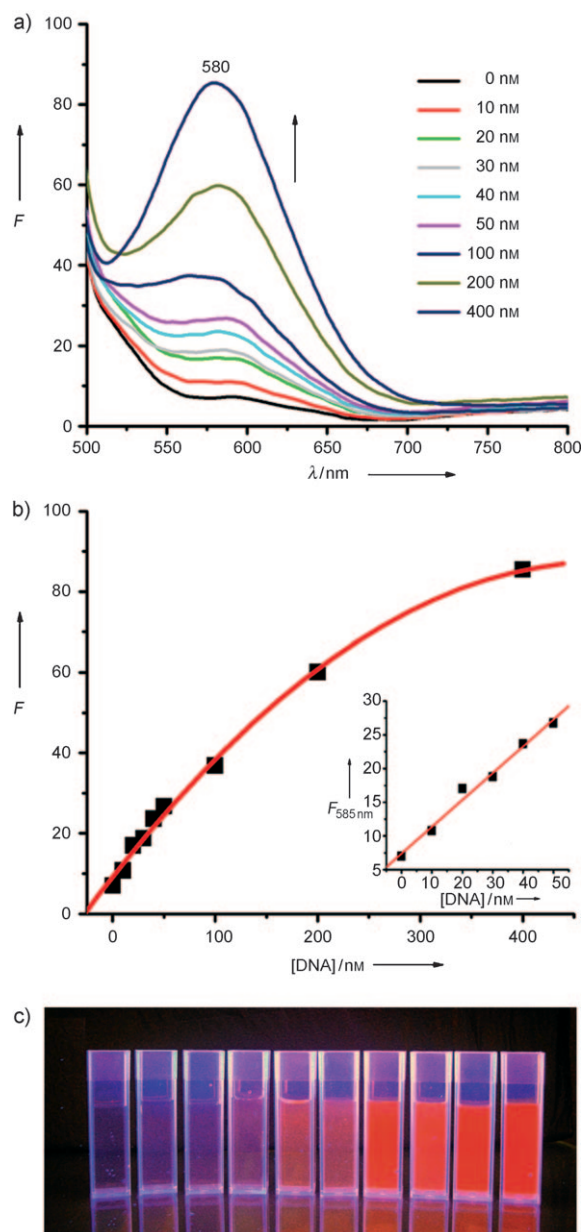 a)
100
580
80
60
F
40
20
0
500 550 600 650 700 750 800
λ/nm
0 nM
10 nM
20 nM
30 nM
40 nM
50 nM
100 nM
200 nM
400 nM
b)
100
80
60
F
40
20
0
0 100 200 300 400
[DNA]/nM
30
25
20
F585 nm
15
10
5
0 10 20 30 40 50
[DNA]/nM
c)